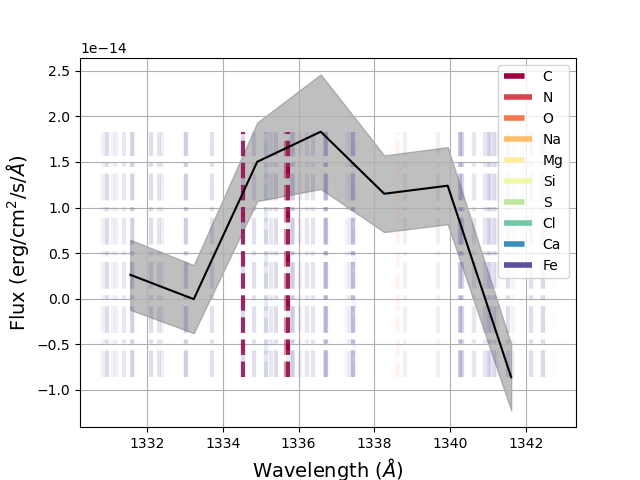 1e−14
2.5
2.0
1.5
1.0
0.5
0.0
−0.5
−1.0
Flux (erg/cm²/s/Å)
C
N
O
Na
Mg
Si
S
Cl
Ca
Fe
1332 1334 1336 1338 1340 1342
Wavelength (Å)